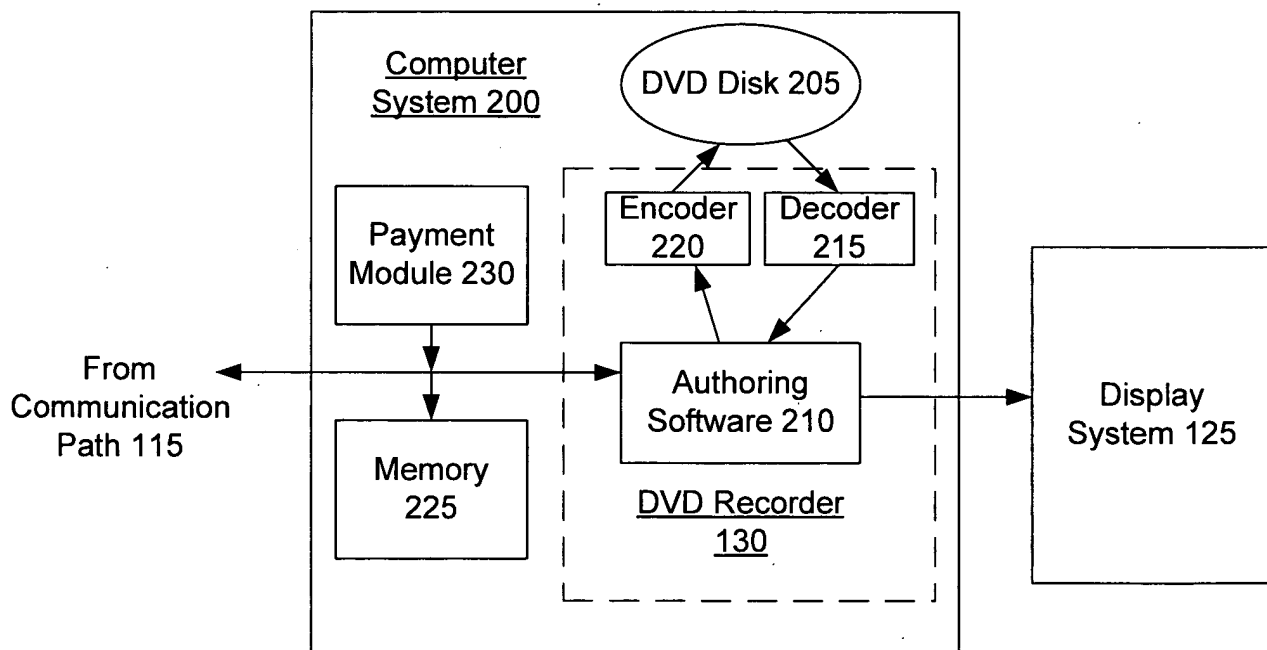 Computer
System 200
DVD Disk 205
Payment
Module 230
Encoder
220
Decoder
215
From
Communication
Path 115
Authoring
Software 210
Display
System 125
Memory
225
DVD Recorder
130